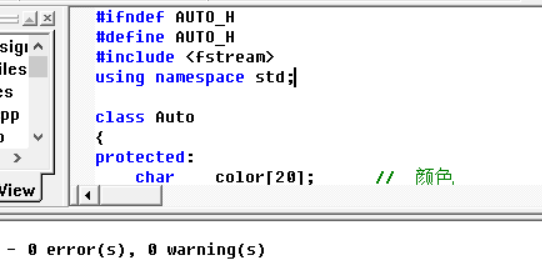 #ifndef AUTO_H
#define AUTO_H
#include <fstream>
using namespace std;
class Auto
{
protected:
char color[20]; // 颜色
View
- 0 error(s), 0 warning(s)